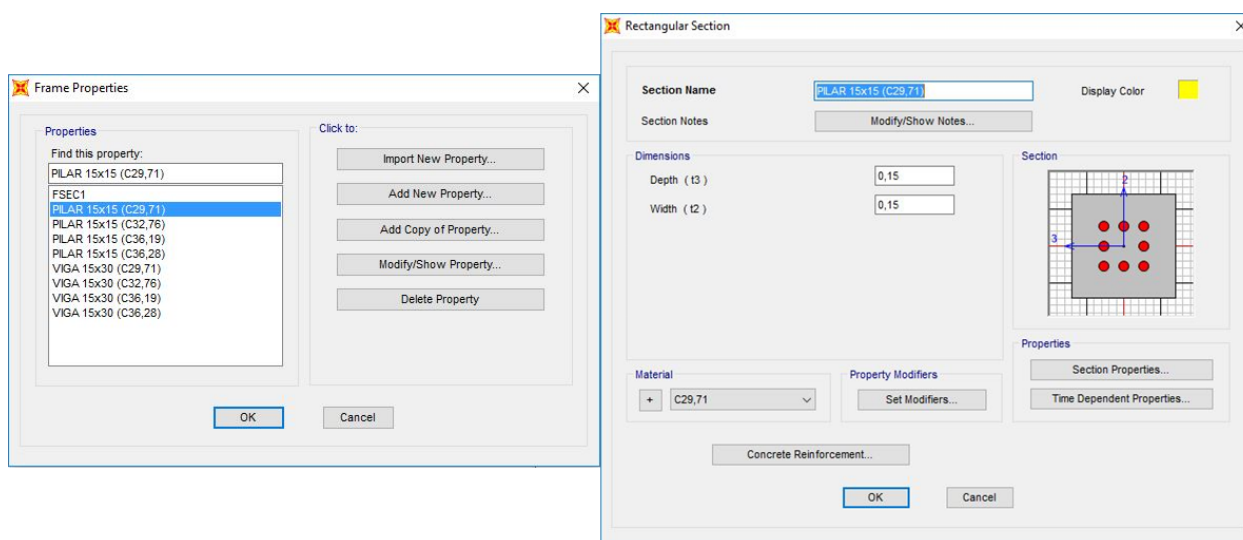 Frame Properties
Properties
Find this property:
PILAR 15x15 (C29,71)
FSEC1
PILAR 15x15 (C29,71)
PILAR 15x15 (C32,76)
PILAR 15x15 (C36,19)
PILAR 15x15 (C36,28)
VIGA 15x30 (C29,71)
VIGA 15x30 (C32,76)
VIGA 15x30 (C36,19)
VIGA 15x30 (C36,28)
Click to:
Import New Property...
Add New Property...
Add Copy of Property...
Modify/Show Property...
Delete Property
OK
Cancel
Rectangular Section
Section Name
PILAR 15x15 (C29,71)
Display Color
Section Notes
Modify/Show Notes...
Dimensions
Depth ( t3 )
0,15
Width ( t2 )
0,15
Section
2
3
Properties
Section Properties...
Time Dependent Properties...
Material
+
C29,71
Property Modifiers
Set Modifiers...
Concrete Reinforcement...
OK
Cancel